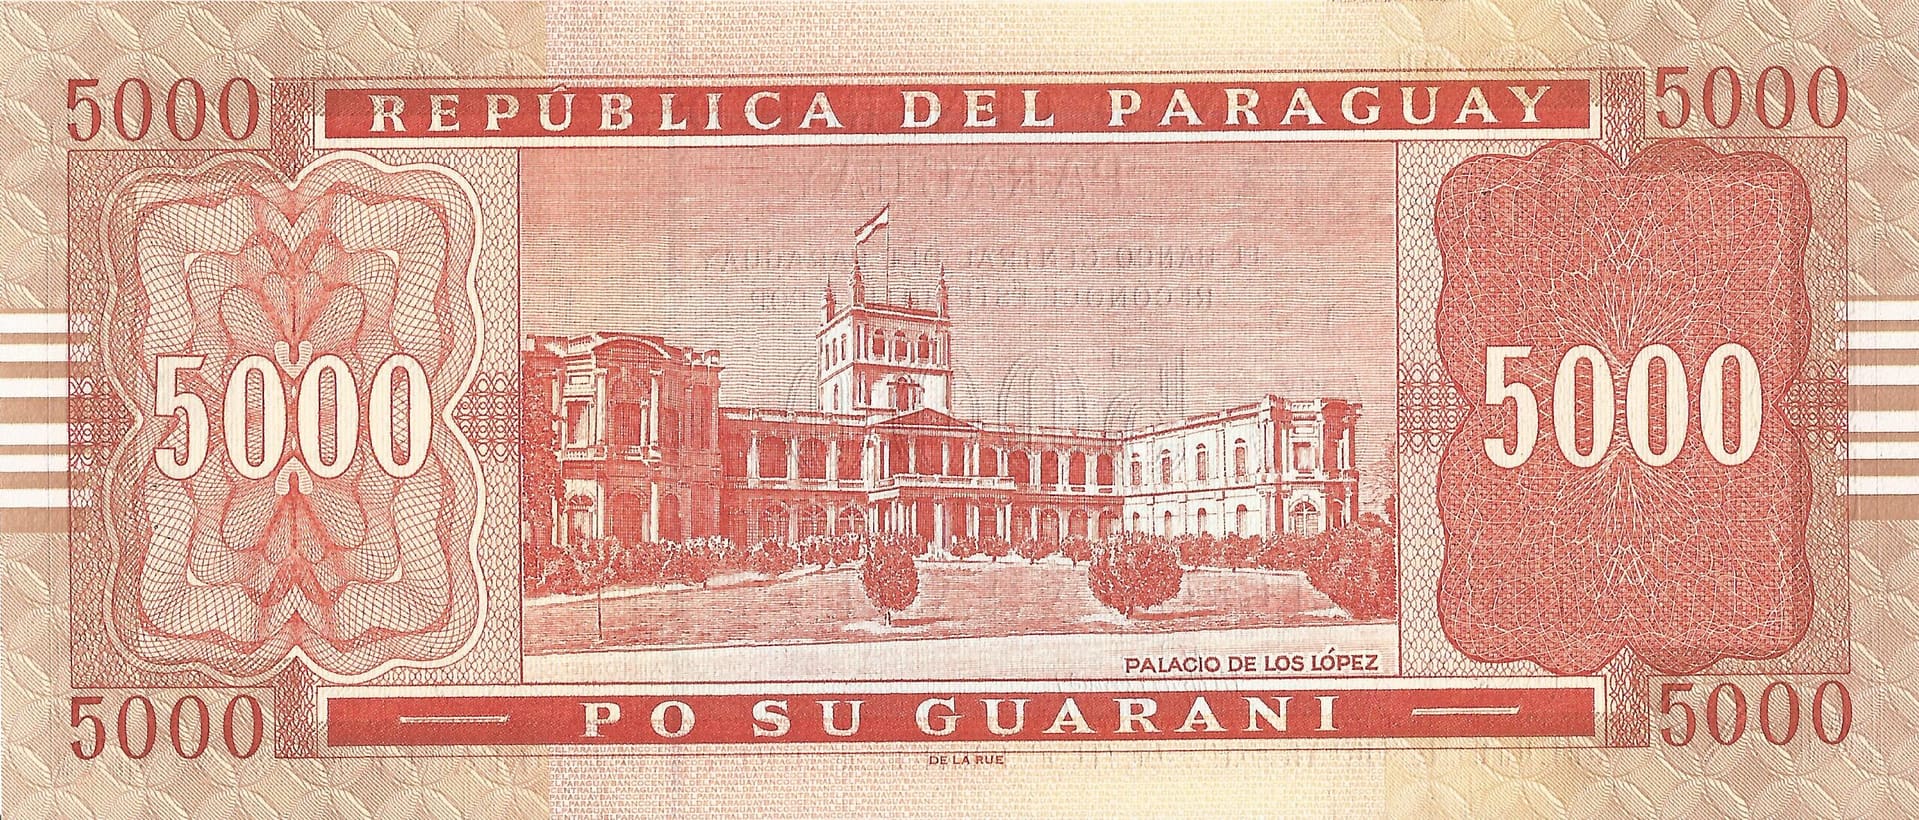 5000 REPÚBLICA DEL PARAGUAY 5000
5000 5000
PALACIO DE LOS LÓPEZ
5000 PO SU GUARANI 5000
DE LA RUE